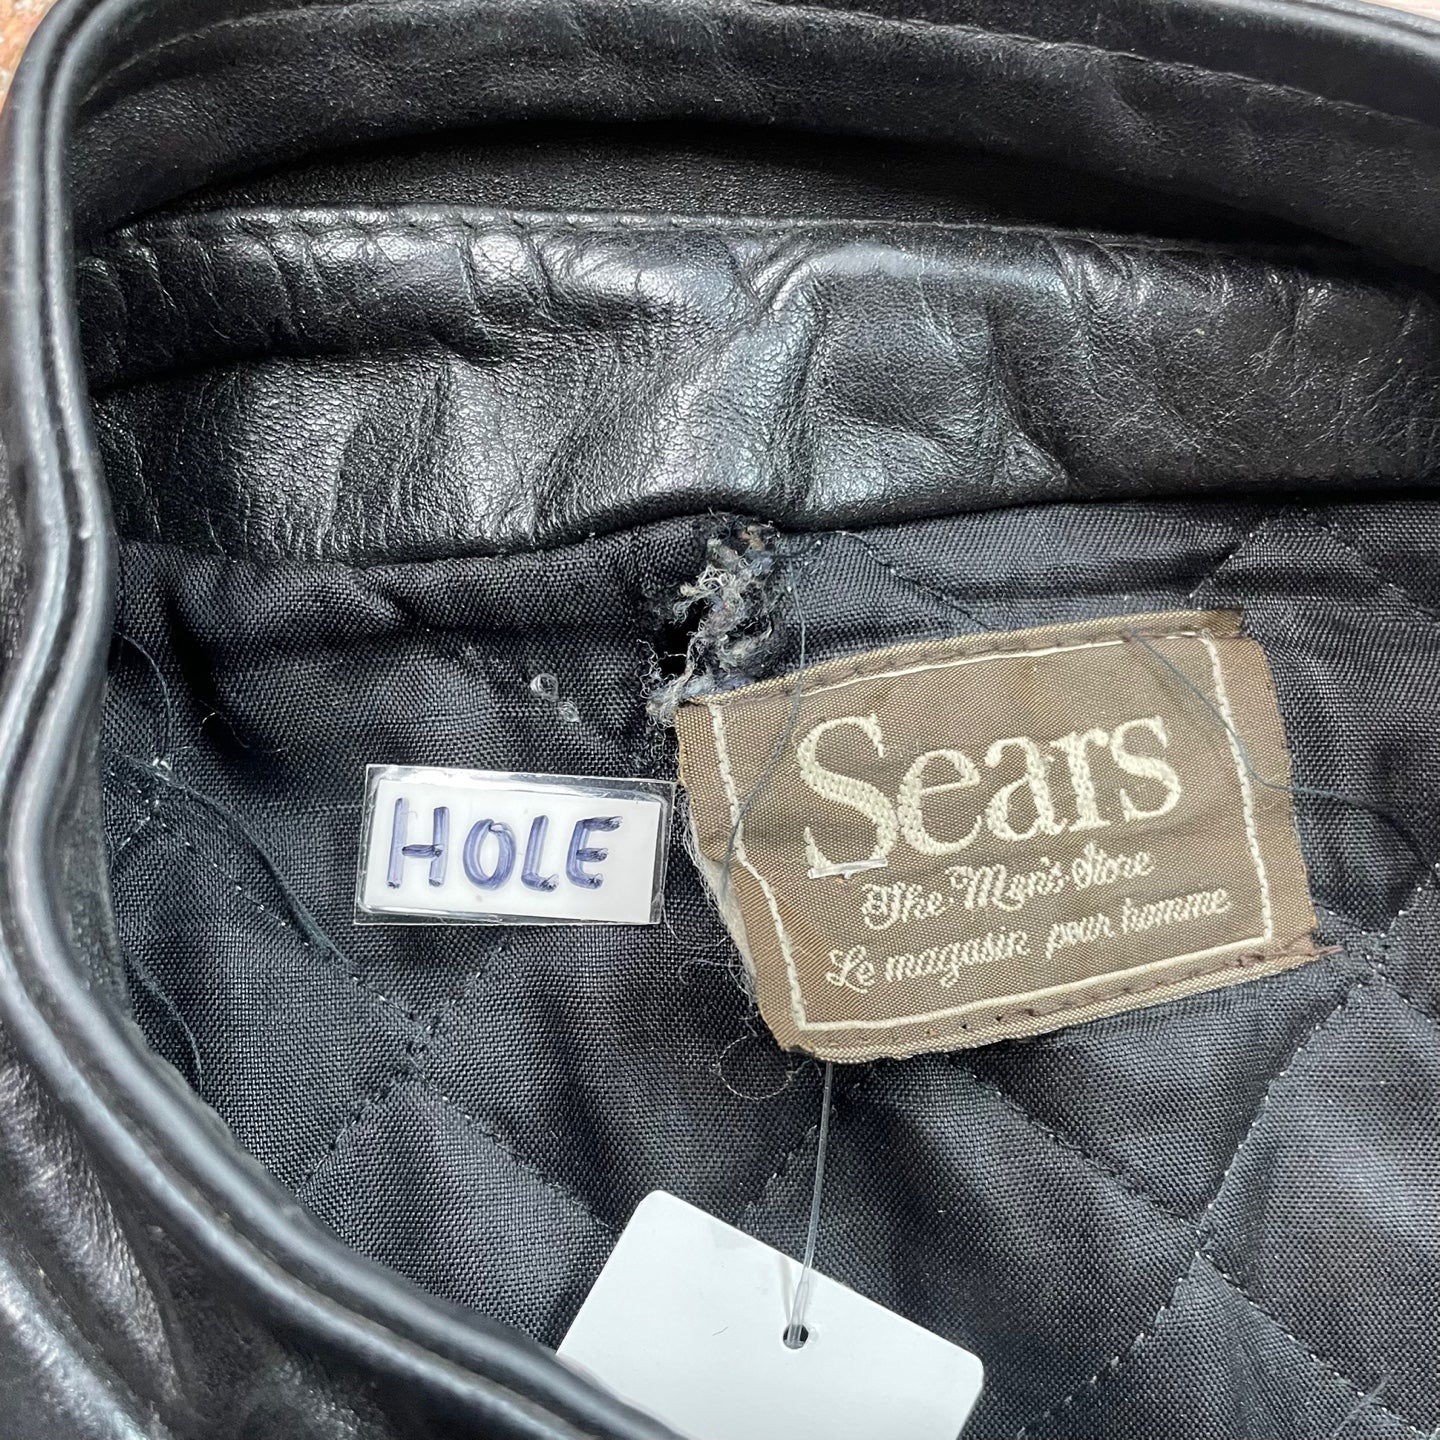 HOLE
Sears
The Men's Store
Le magasin pour homme